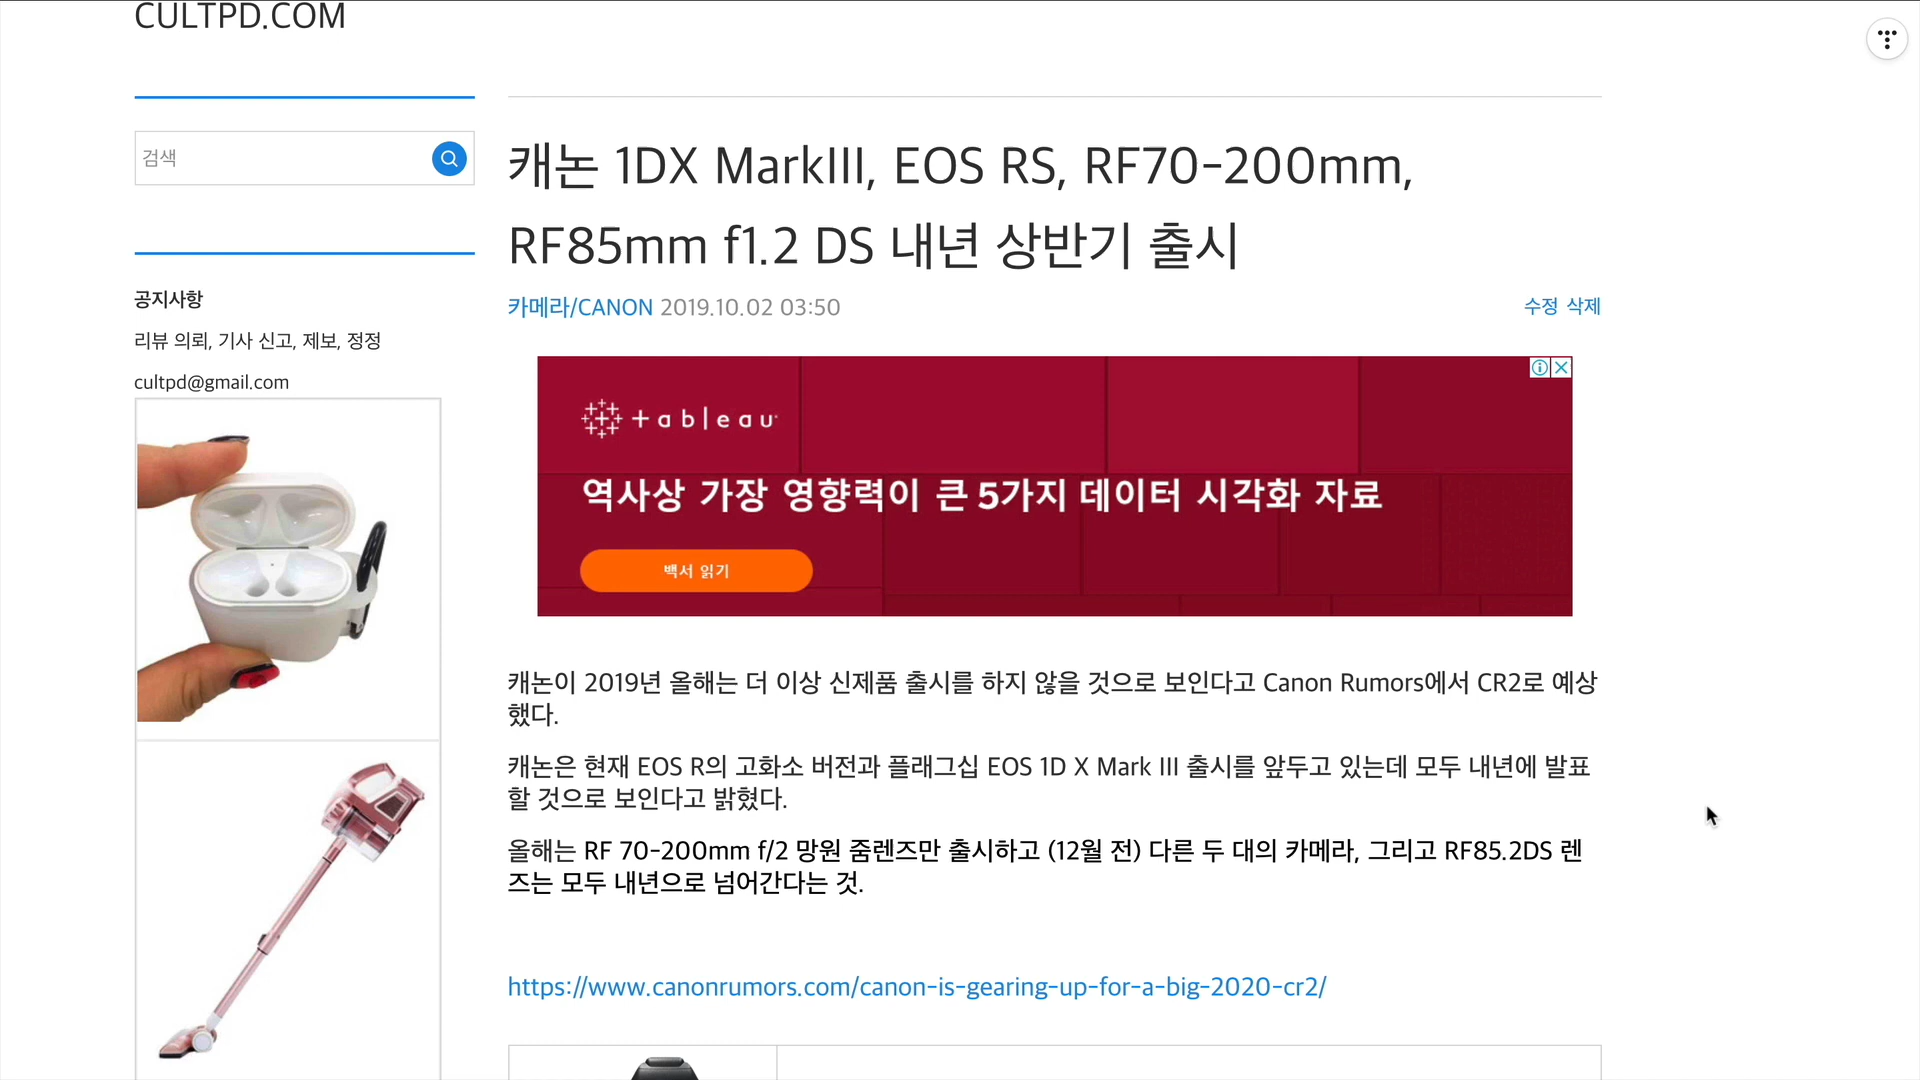 CULTPD.COM
검색
공지사항
리뷰 의뢰, 기사 신고, 제보, 정정
cultpd@gmail.com
캐논 1DX MarkIII, EOS RS, RF70-200mm,
RF85mm f1.2 DS 내년 상반기 출시
카메라/CANON 2019.10.02 03:50
수정 삭제
+ableau
역사상 가장 영향력이 큰 5가지 데이터 시각화 자료
백서 읽기
캐논이 2019년 올해는 더 이상 신제품 출시를 하지 않을 것으로 보인다고 Canon Rumors에서 CR2로 예상
했다.
캐논은 현재 EOS R의 고화소 버전과 플래그십 EOS 1D X Mark III 출시를 앞두고 있는데 모두 내년에 발표
할 것으로 보인다고 밝혔다.
올해는 RF 70-200mm f/2 망원 줌렌즈만 출시하고 (12월 전) 다른 두 대의 카메라, 그리고 RF85.2DS 렌
즈는 모두 내년으로 넘어간다는 것.
https://www.canonrumors.com/canon-is-gearing-up-for-a-big-2020-cr2/